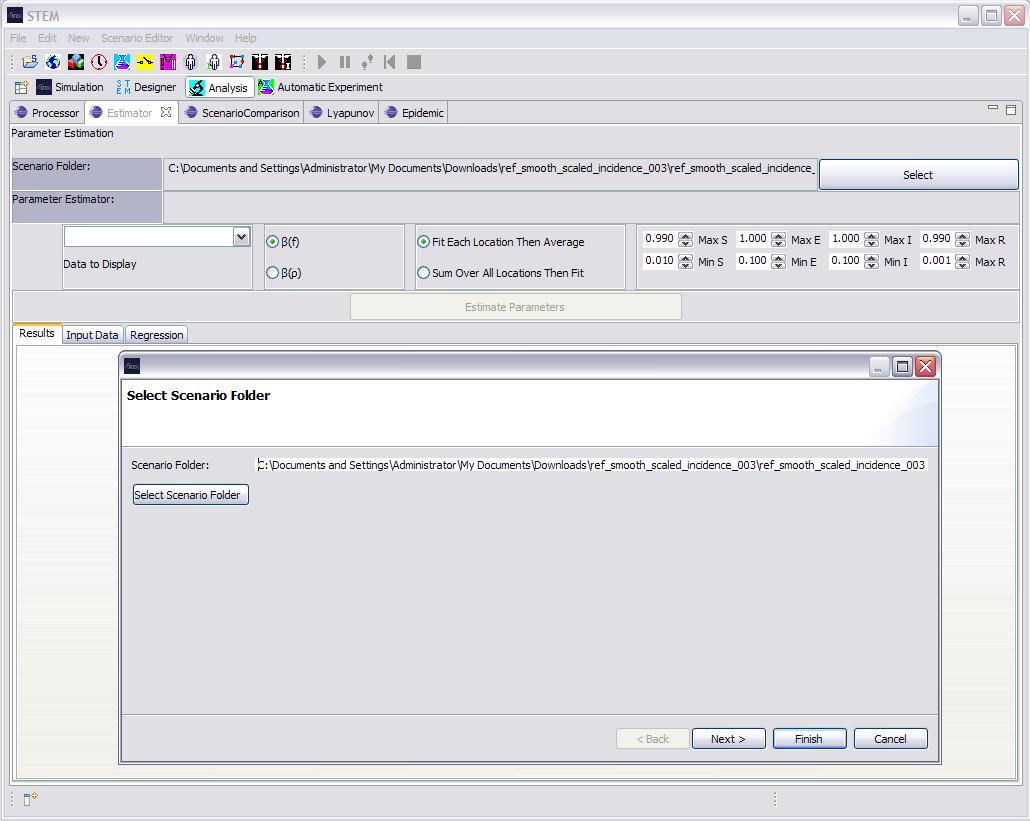 STEM
File Edit New Scenario Editor Window Help
Simulation Designer Analysis Automatic Experiment
Processor Estimator ScenarioComparison Lyapunov Epidemic
Parameter Estimation
Scenario Folder: C:\Documents and Settings\Administrator\My Documents\Downloads\ref_smooth_scaled_incidence_003\ref_smooth_scaled_incidence_ Select
Parameter Estimator:
β(f) Fit Each Location Then Average 0.990 Max S 1.000 Max E 1.000 Max I 0.990 Max R
Data to Display β(ρ) Sum Over All Locations Then Fit 0.010 Min S 0.100 Min E 0.100 Min I 0.001 Max R
Estimate Parameters
Results Input Data Regression
Select Scenario Folder
Scenario Folder: C:\Documents and Settings\Administrator\My Documents\Downloads\ref_smooth_scaled_incidence_003\ref_smooth_scaled_incidence_003
Select Scenario Folder
< Back Next > Finish Cancel